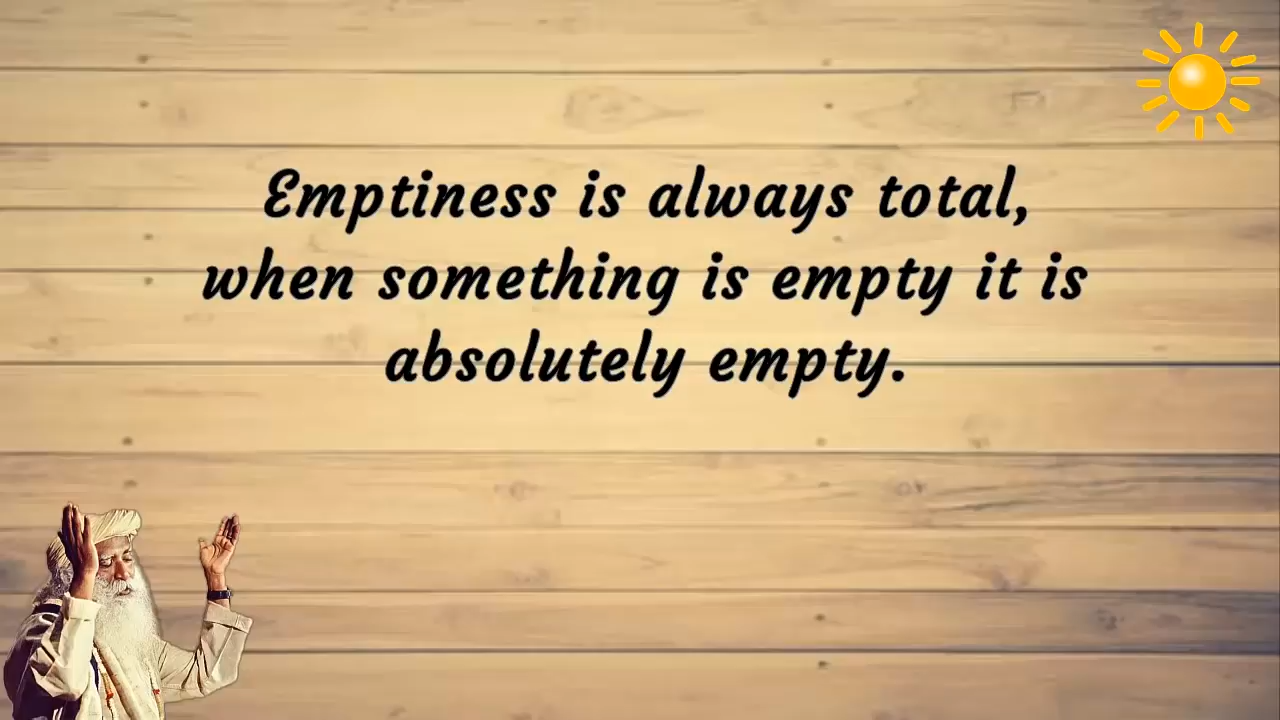 Emptiness is always total,
when something is empty it is
absolutely empty.